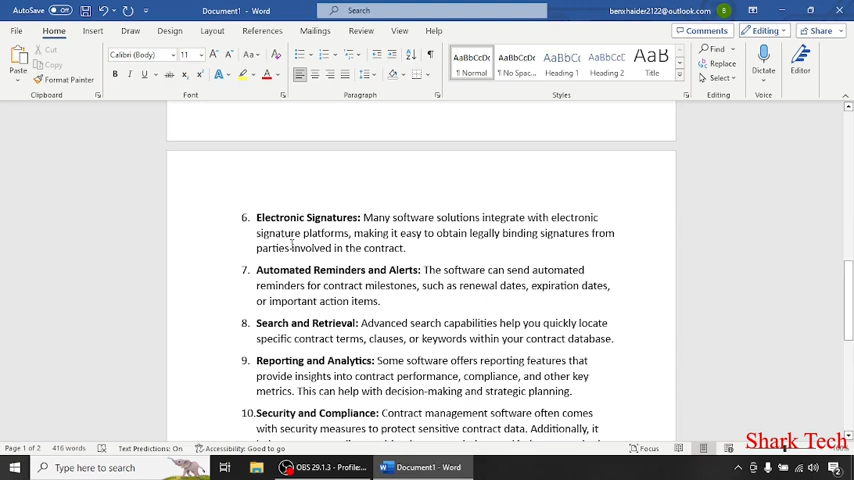 AutoSave Off Document1 - Word Search benxhaider2122@outlook.com B
File Home Insert Draw Design Layout References Mailings Review View Help Comments Editing Share
Paste Cut Copy Format Painter
Calibri (Body) 11 A A Aa
B I U ab x₂ x² A A
¶
AaBbCcDc AaBbCcDc AaBbCc AaBbCcC AaB
¶ Normal ¶ No Spac... Heading 1 Heading 2 Title
Find Replace Select
Dictate Editor
Clipboard Font Paragraph Styles Editing Voice Editor
6. Electronic Signatures: Many software solutions integrate with electronic
signature platforms, making it easy to obtain legally binding signatures from
parties involved in the contract.
7. Automated Reminders and Alerts: The software can send automated
reminders for contract milestones, such as renewal dates, expiration dates,
or important action items.
8. Search and Retrieval: Advanced search capabilities help you quickly locate
specific contract terms, clauses, or keywords within your contract database.
9. Reporting and Analytics: Some software offers reporting features that
provide insights into contract performance, compliance, and other key
metrics. This can help with decision-making and strategic planning.
10. Security and Compliance: Contract management software often comes
with security measures to protect sensitive contract data. Additionally, it
Shark Tech
Page 1 of 2 416 words Text Predictions: On Accessibility: Good to go Focus
Type here to search OBS 29.1.3 - Profile:... Document1 - Word 2